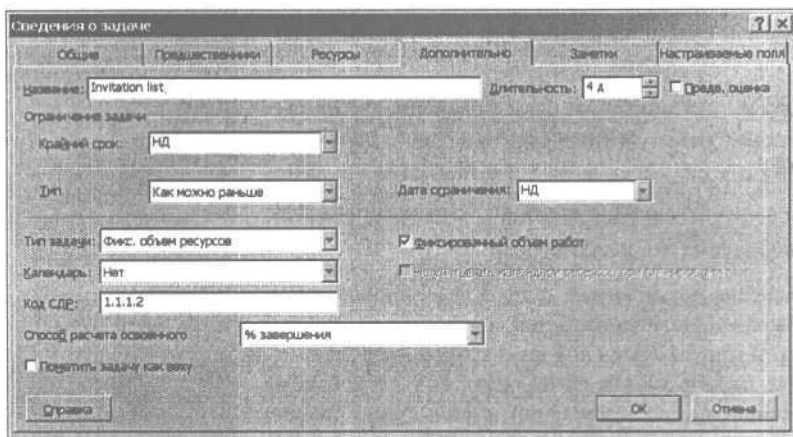 Сведения о задаче
Общие Предшественники Ресурсы Дополнительно Заметки Настраиваемые поля
Название: Invitation list. Длительность: 4 д Предв. оценка
Ограничение задачи
Крайний срок: НД
Тип Как можно раньше Дата ограничения: НД
Тип задачи: Фикс. объем ресурсов Фиксированный объем работ
Календарь: Нет
Код СДР: 1.1.1.2
Способ расчета освоенного % завершения
Пометить задачу как веху
Справка ОК Отмена